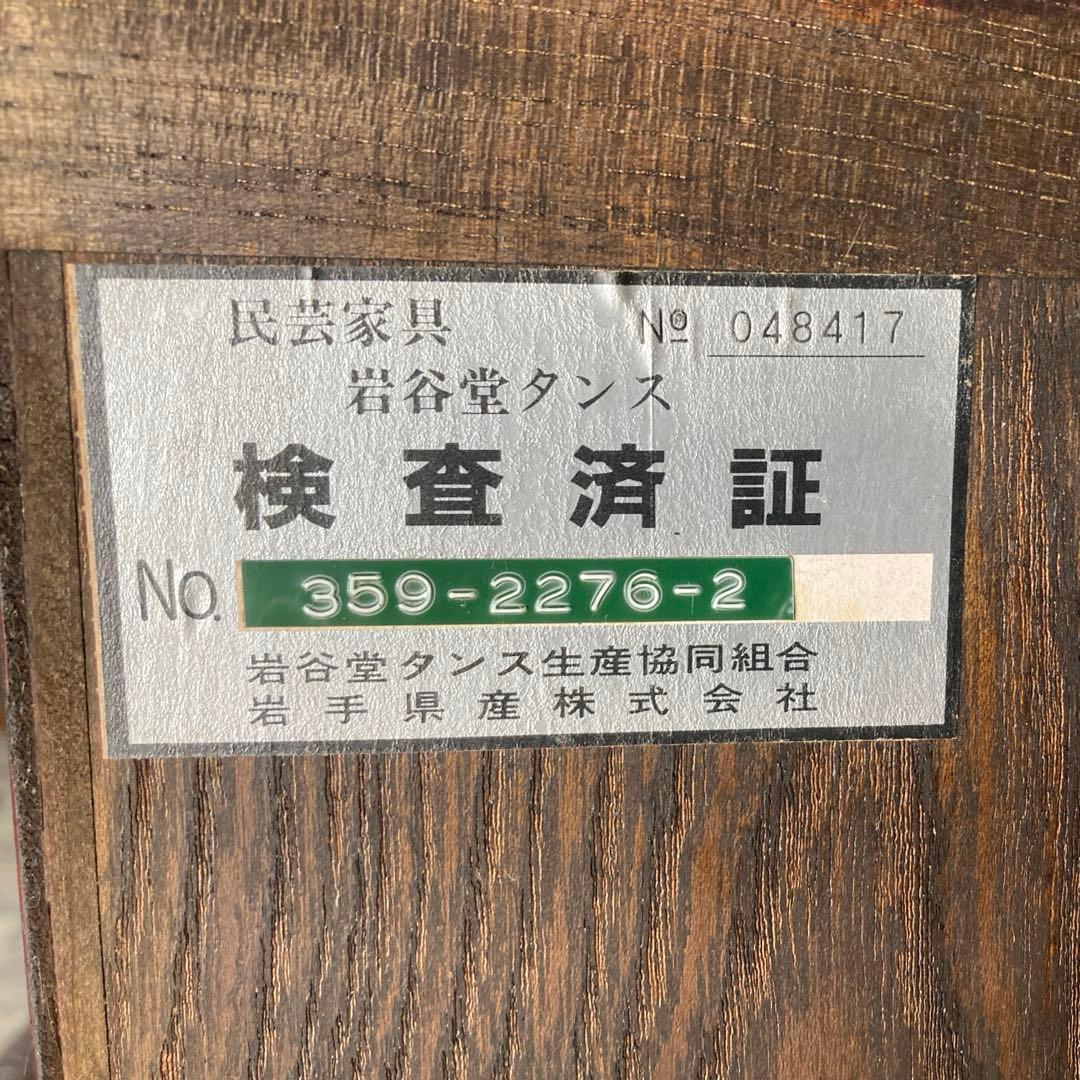 民芸家具 Nº 048417
岩谷堂タンス
検査済証
No. 359-2276-2
岩谷堂タンス生産協同組合
岩手県産株式会社